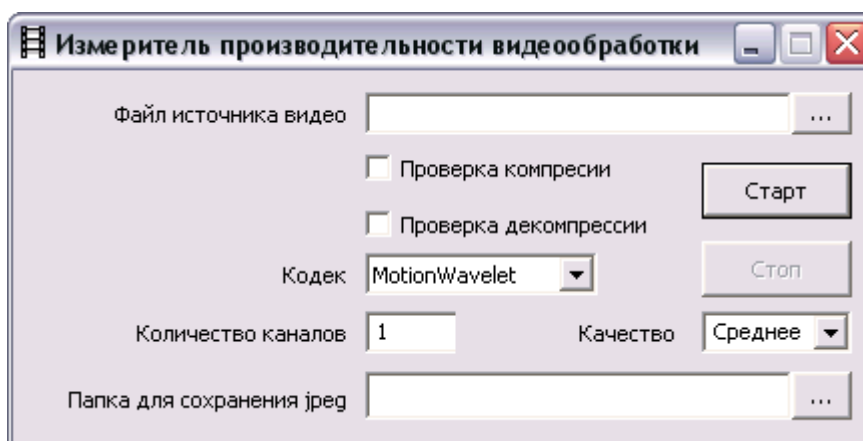 Измеритель производительности видеообработки
Файл источника видео ...
Проверка компресии
Старт
Проверка декомпрессии
Стоп
Кодек MotionWavelet
Количество каналов 1 Качество Среднее
Папка для сохранения jpeg ...